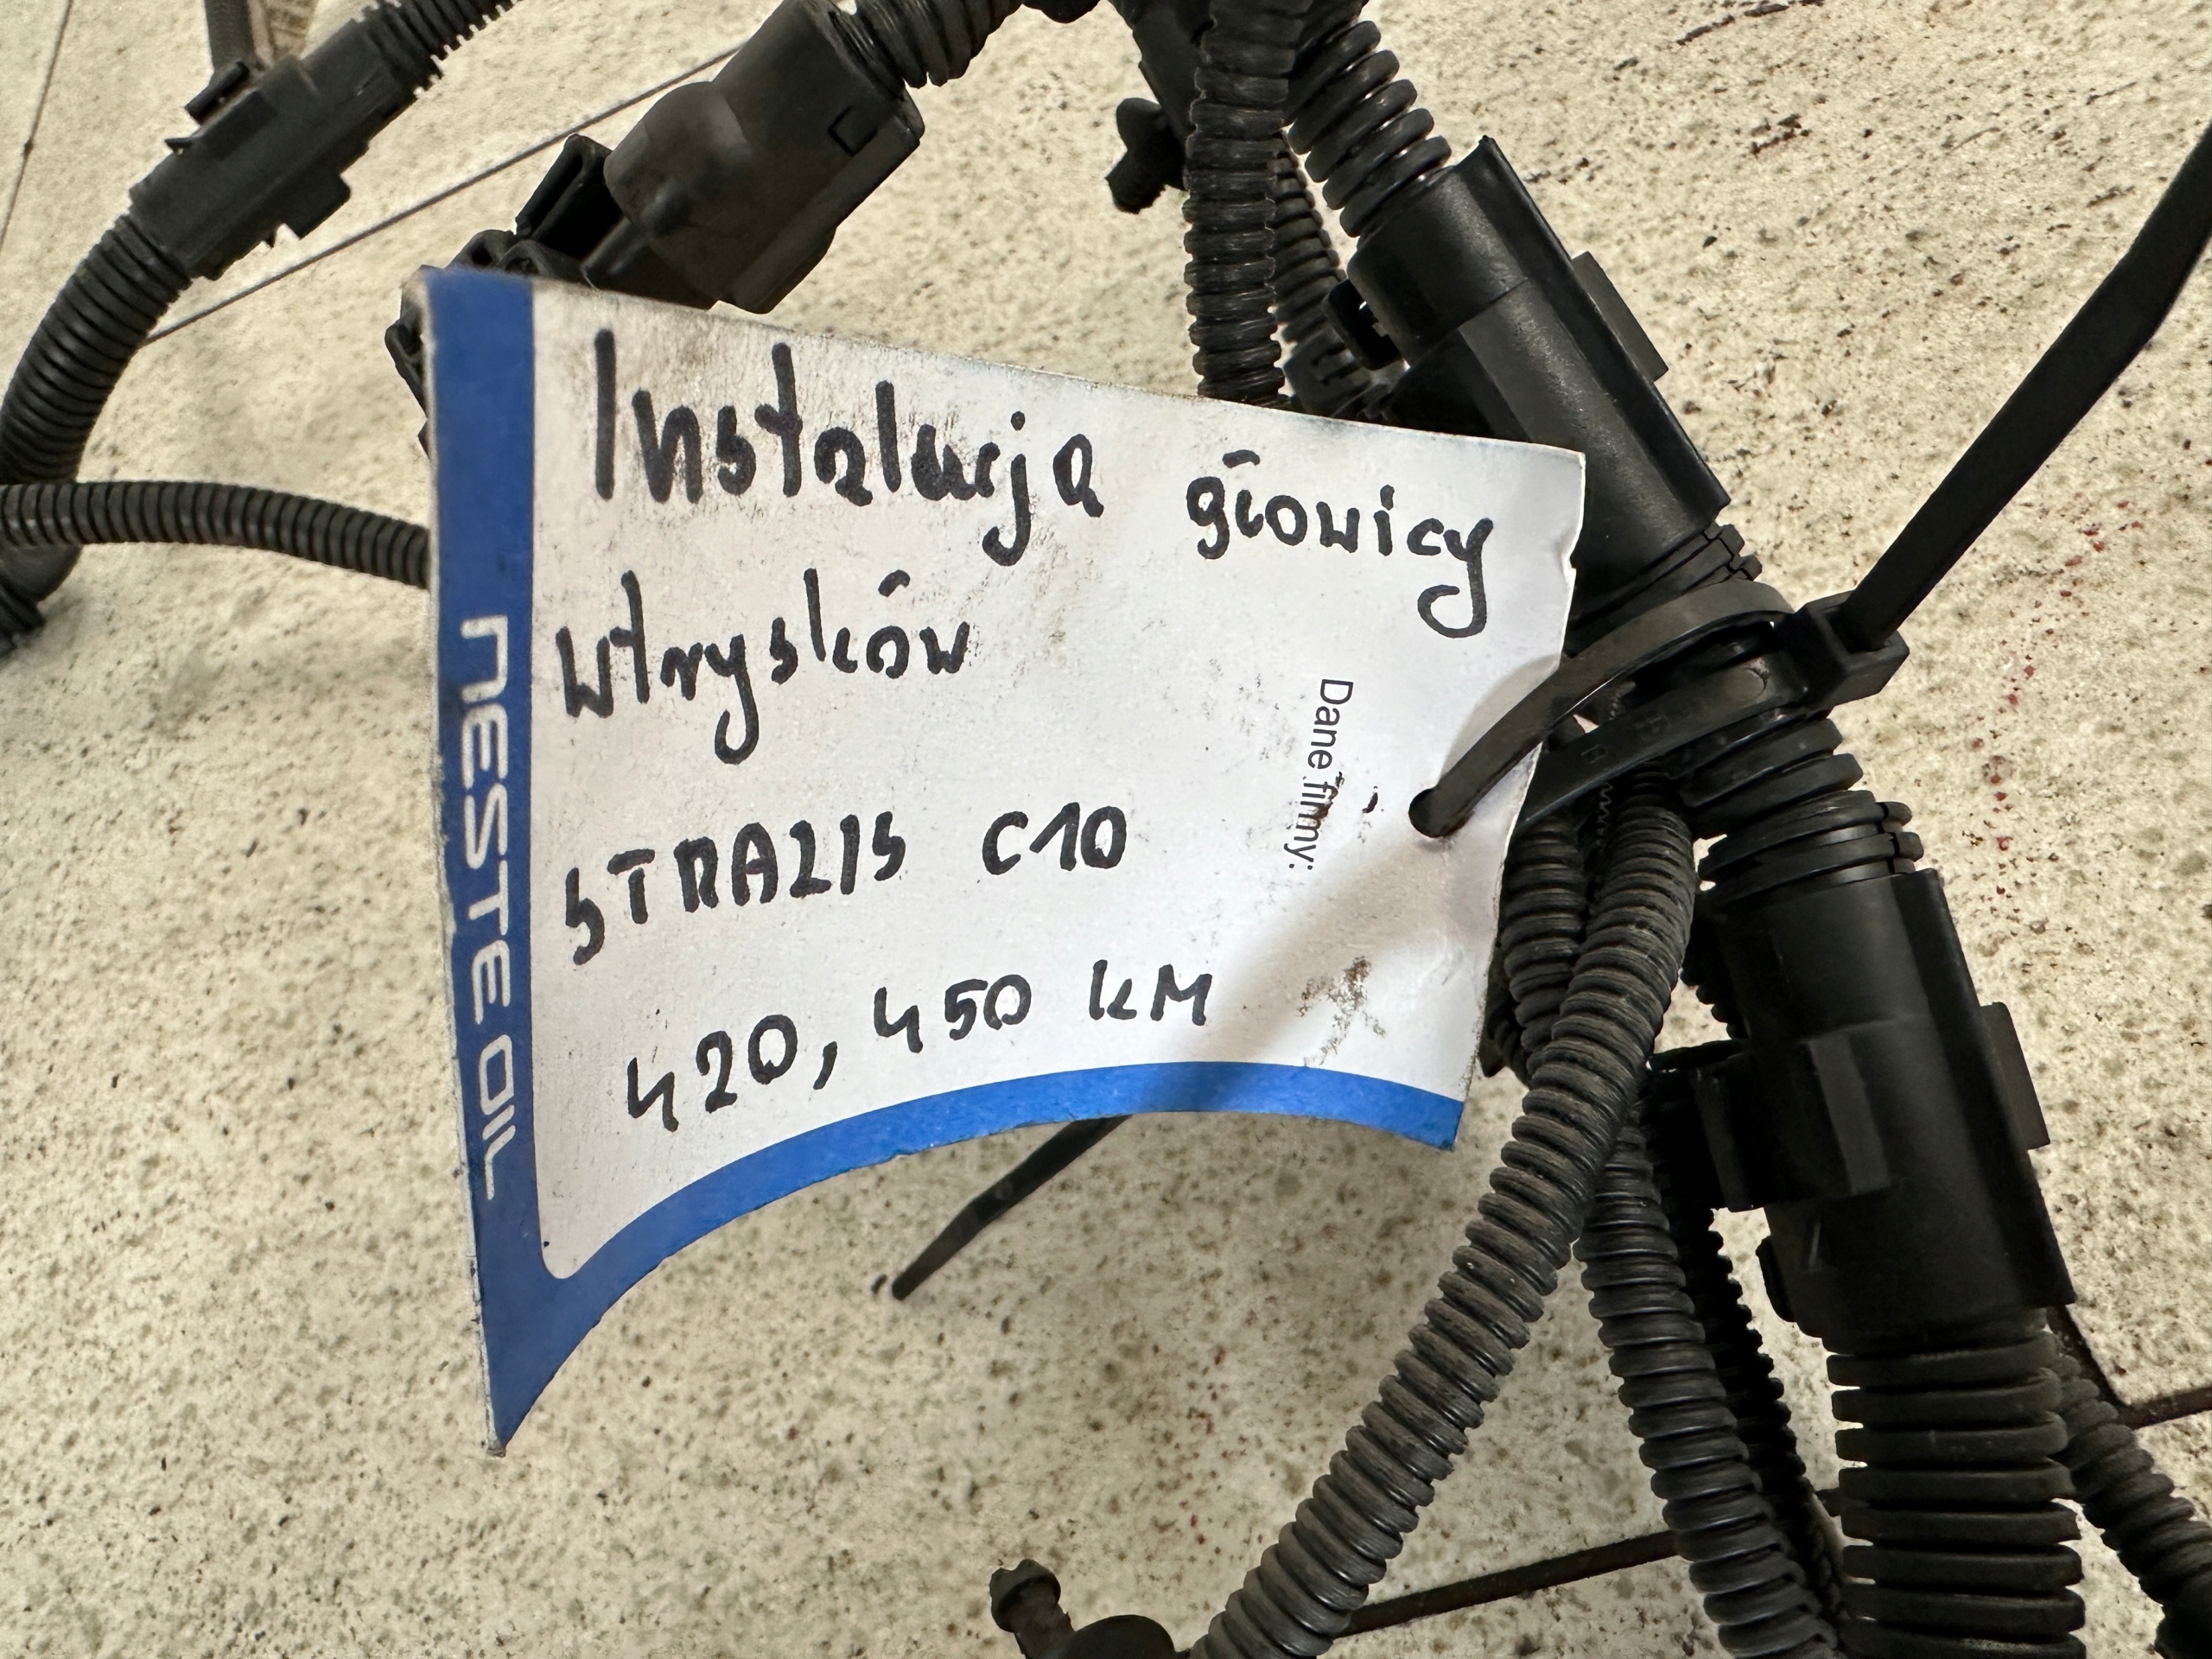 Instalacja głowicy
wtrysków
STRALIS C10
420, 450 kM
Dane firmy:
NESTE OIL